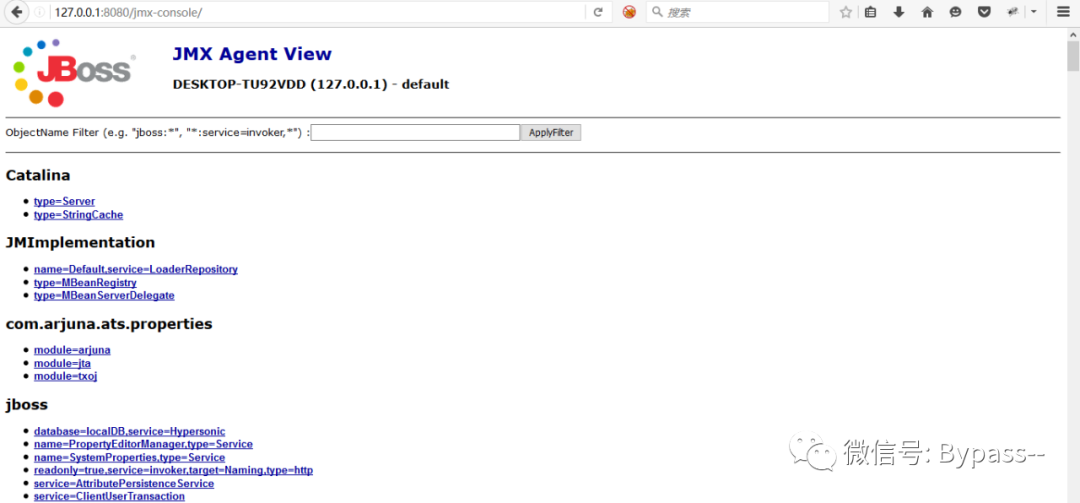 127.0.0.1:8080/jmx-console/
搜索
JBoss
JMX Agent View
DESKTOP-TU92VDD (127.0.0.1) - default
ObjectName Filter (e.g. "jboss:*", "*:service=invoker,*") : ApplyFilter
Catalina
type=Server
type=StringCache
JMImplementation
name=Default,service=LoaderRepository
type=MBeanRegistry
type=MBeanServerDelegate
com.arjuna.ats.properties
module=arjuna
module=jta
module=txoj
jboss
database=localDB,service=Hypersonic
name=PropertyEditorManager,type=Service
name=SystemProperties,type=Service
readonly=true,service=invoker,target=Naming,type=http
service=AttributePersistenceService
service=ClientUserTransaction
微信号: Bypass--